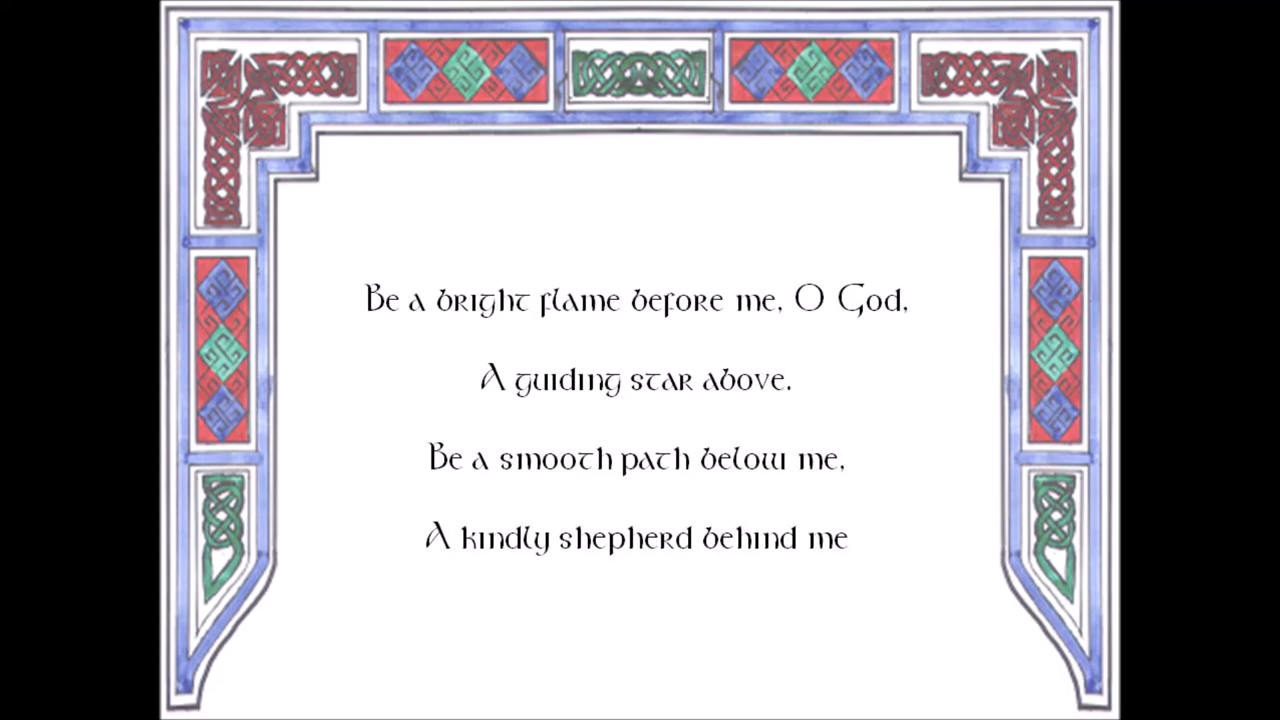 Be a bright flame before me, O God,
A guiding star above.
Be a smooth path below me,
A kindly shepherd behind me